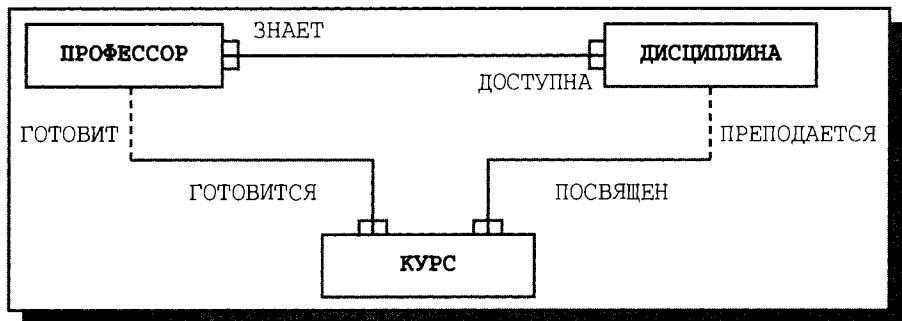 ЗНАЕТ
ПРОФЕССОР
ДИСЦИПЛИНА
ДОСТУПНА
ГОТОВИТ
ПРЕПОДАЕТСЯ
ГОТОВИТСЯ
ПОСВЯЩЕН
КУРС